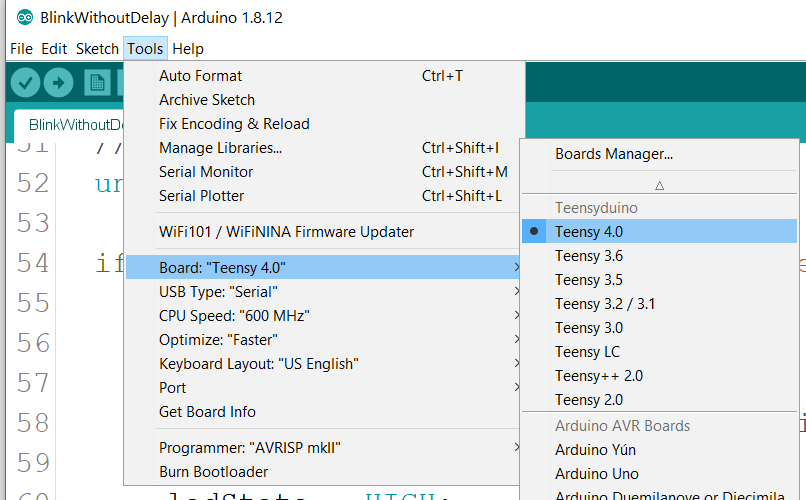 BlinkWithoutDelay | Arduino 1.8.12
File Edit Sketch Tools Help
Auto Format Ctrl+T
Archive Sketch
Fix Encoding & Reload
Manage Libraries... Ctrl+Shift+I
Serial Monitor Ctrl+Shift+M
Serial Plotter Ctrl+Shift+L
WiFi101 / WiFiNINA Firmware Updater
Board: "Teensy 4.0"
USB Type: "Serial"
CPU Speed: "600 MHz"
Optimize: "Faster"
Keyboard Layout: "US English"
Port
Get Board Info
Programmer: "AVRISP mkII"
Burn Bootloader
Boards Manager...
Teensyduino
Teensy 4.0
Teensy 3.6
Teensy 3.5
Teensy 3.2 / 3.1
Teensy 3.0
Teensy LC
Teensy++ 2.0
Teensy 2.0
Arduino AVR Boards
Arduino Yún
Arduino Uno
Arduino Duemilanove or Diecimila
BlinkWithoutDe
51 //
52 un
53
54 if
55
56
57
58
59
60 ledState HIGH;